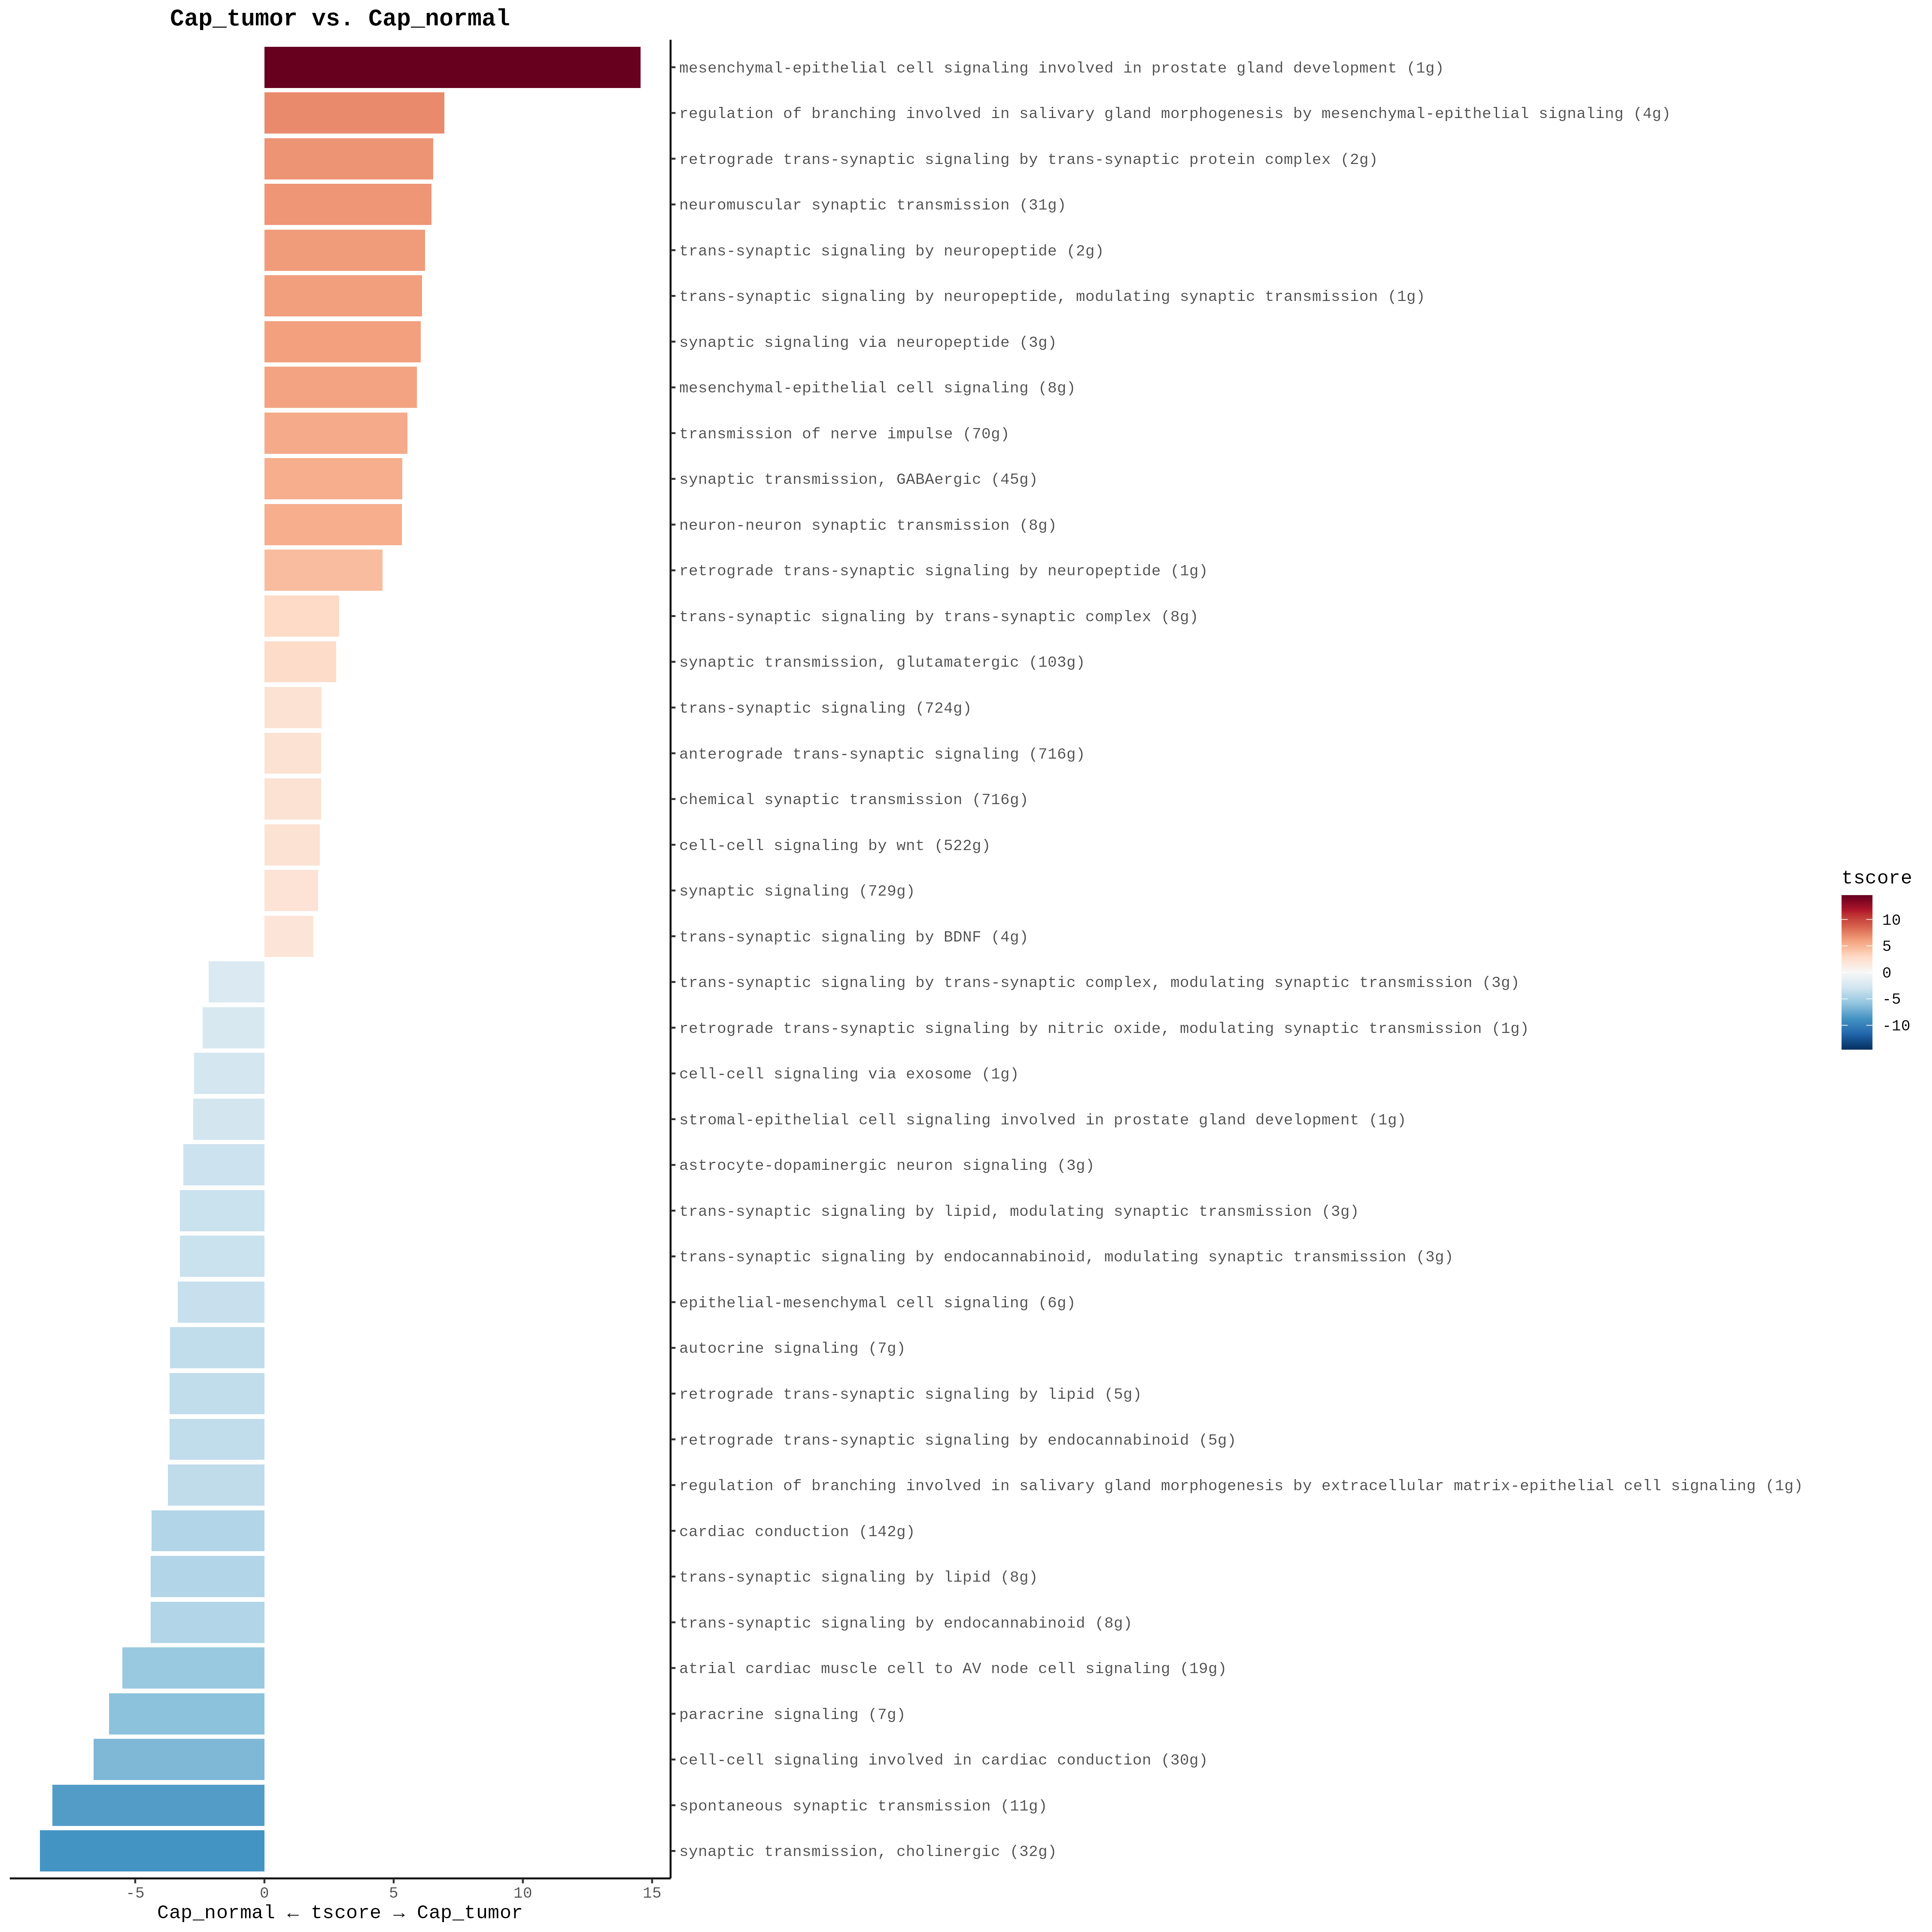 Cap_tumor vs. Cap_normal
mesenchymal-epithelial cell signaling involved in prostate gland development (1g)
regulation of branching involved in salivary gland morphogenesis by mesenchymal-epithelial signaling (4g)
retrograde trans-synaptic signaling by trans-synaptic protein complex (2g)
neuromuscular synaptic transmission (31g)
trans-synaptic signaling by neuropeptide (2g)
trans-synaptic signaling by neuropeptide, modulating synaptic transmission (1g)
synaptic signaling via neuropeptide (3g)
mesenchymal-epithelial cell signaling (8g)
transmission of nerve impulse (70g)
synaptic transmission, GABAergic (45g)
neuron-neuron synaptic transmission (8g)
retrograde trans-synaptic signaling by neuropeptide (1g)
trans-synaptic signaling by trans-synaptic complex (8g)
synaptic transmission, glutamatergic (103g)
trans-synaptic signaling (724g)
anterograde trans-synaptic signaling (716g)
chemical synaptic transmission (716g)
cell-cell signaling by wnt (522g)
synaptic signaling (729g)
trans-synaptic signaling by BDNF (4g)
trans-synaptic signaling by trans-synaptic complex, modulating synaptic transmission (3g)
retrograde trans-synaptic signaling by nitric oxide, modulating synaptic transmission (1g)
cell-cell signaling via exosome (1g)
stromal-epithelial cell signaling involved in prostate gland development (1g)
astrocyte-dopaminergic neuron signaling (3g)
trans-synaptic signaling by lipid, modulating synaptic transmission (3g)
trans-synaptic signaling by endocannabinoid, modulating synaptic transmission (3g)
epithelial-mesenchymal cell signaling (6g)
autocrine signaling (7g)
retrograde trans-synaptic signaling by lipid (5g)
retrograde trans-synaptic signaling by endocannabinoid (5g)
regulation of branching involved in salivary gland morphogenesis by extracellular matrix-epithelial cell signaling (1g)
cardiac conduction (142g)
trans-synaptic signaling by lipid (8g)
trans-synaptic signaling by endocannabinoid (8g)
atrial cardiac muscle cell to AV node cell signaling (19g)
paracrine signaling (7g)
cell-cell signaling involved in cardiac conduction (30g)
spontaneous synaptic transmission (11g)
synaptic transmission, cholinergic (32g)
-5 0 5 10 15
Cap_normal ← tscore → Cap_tumor
tscore
10
5
0
-5
-10